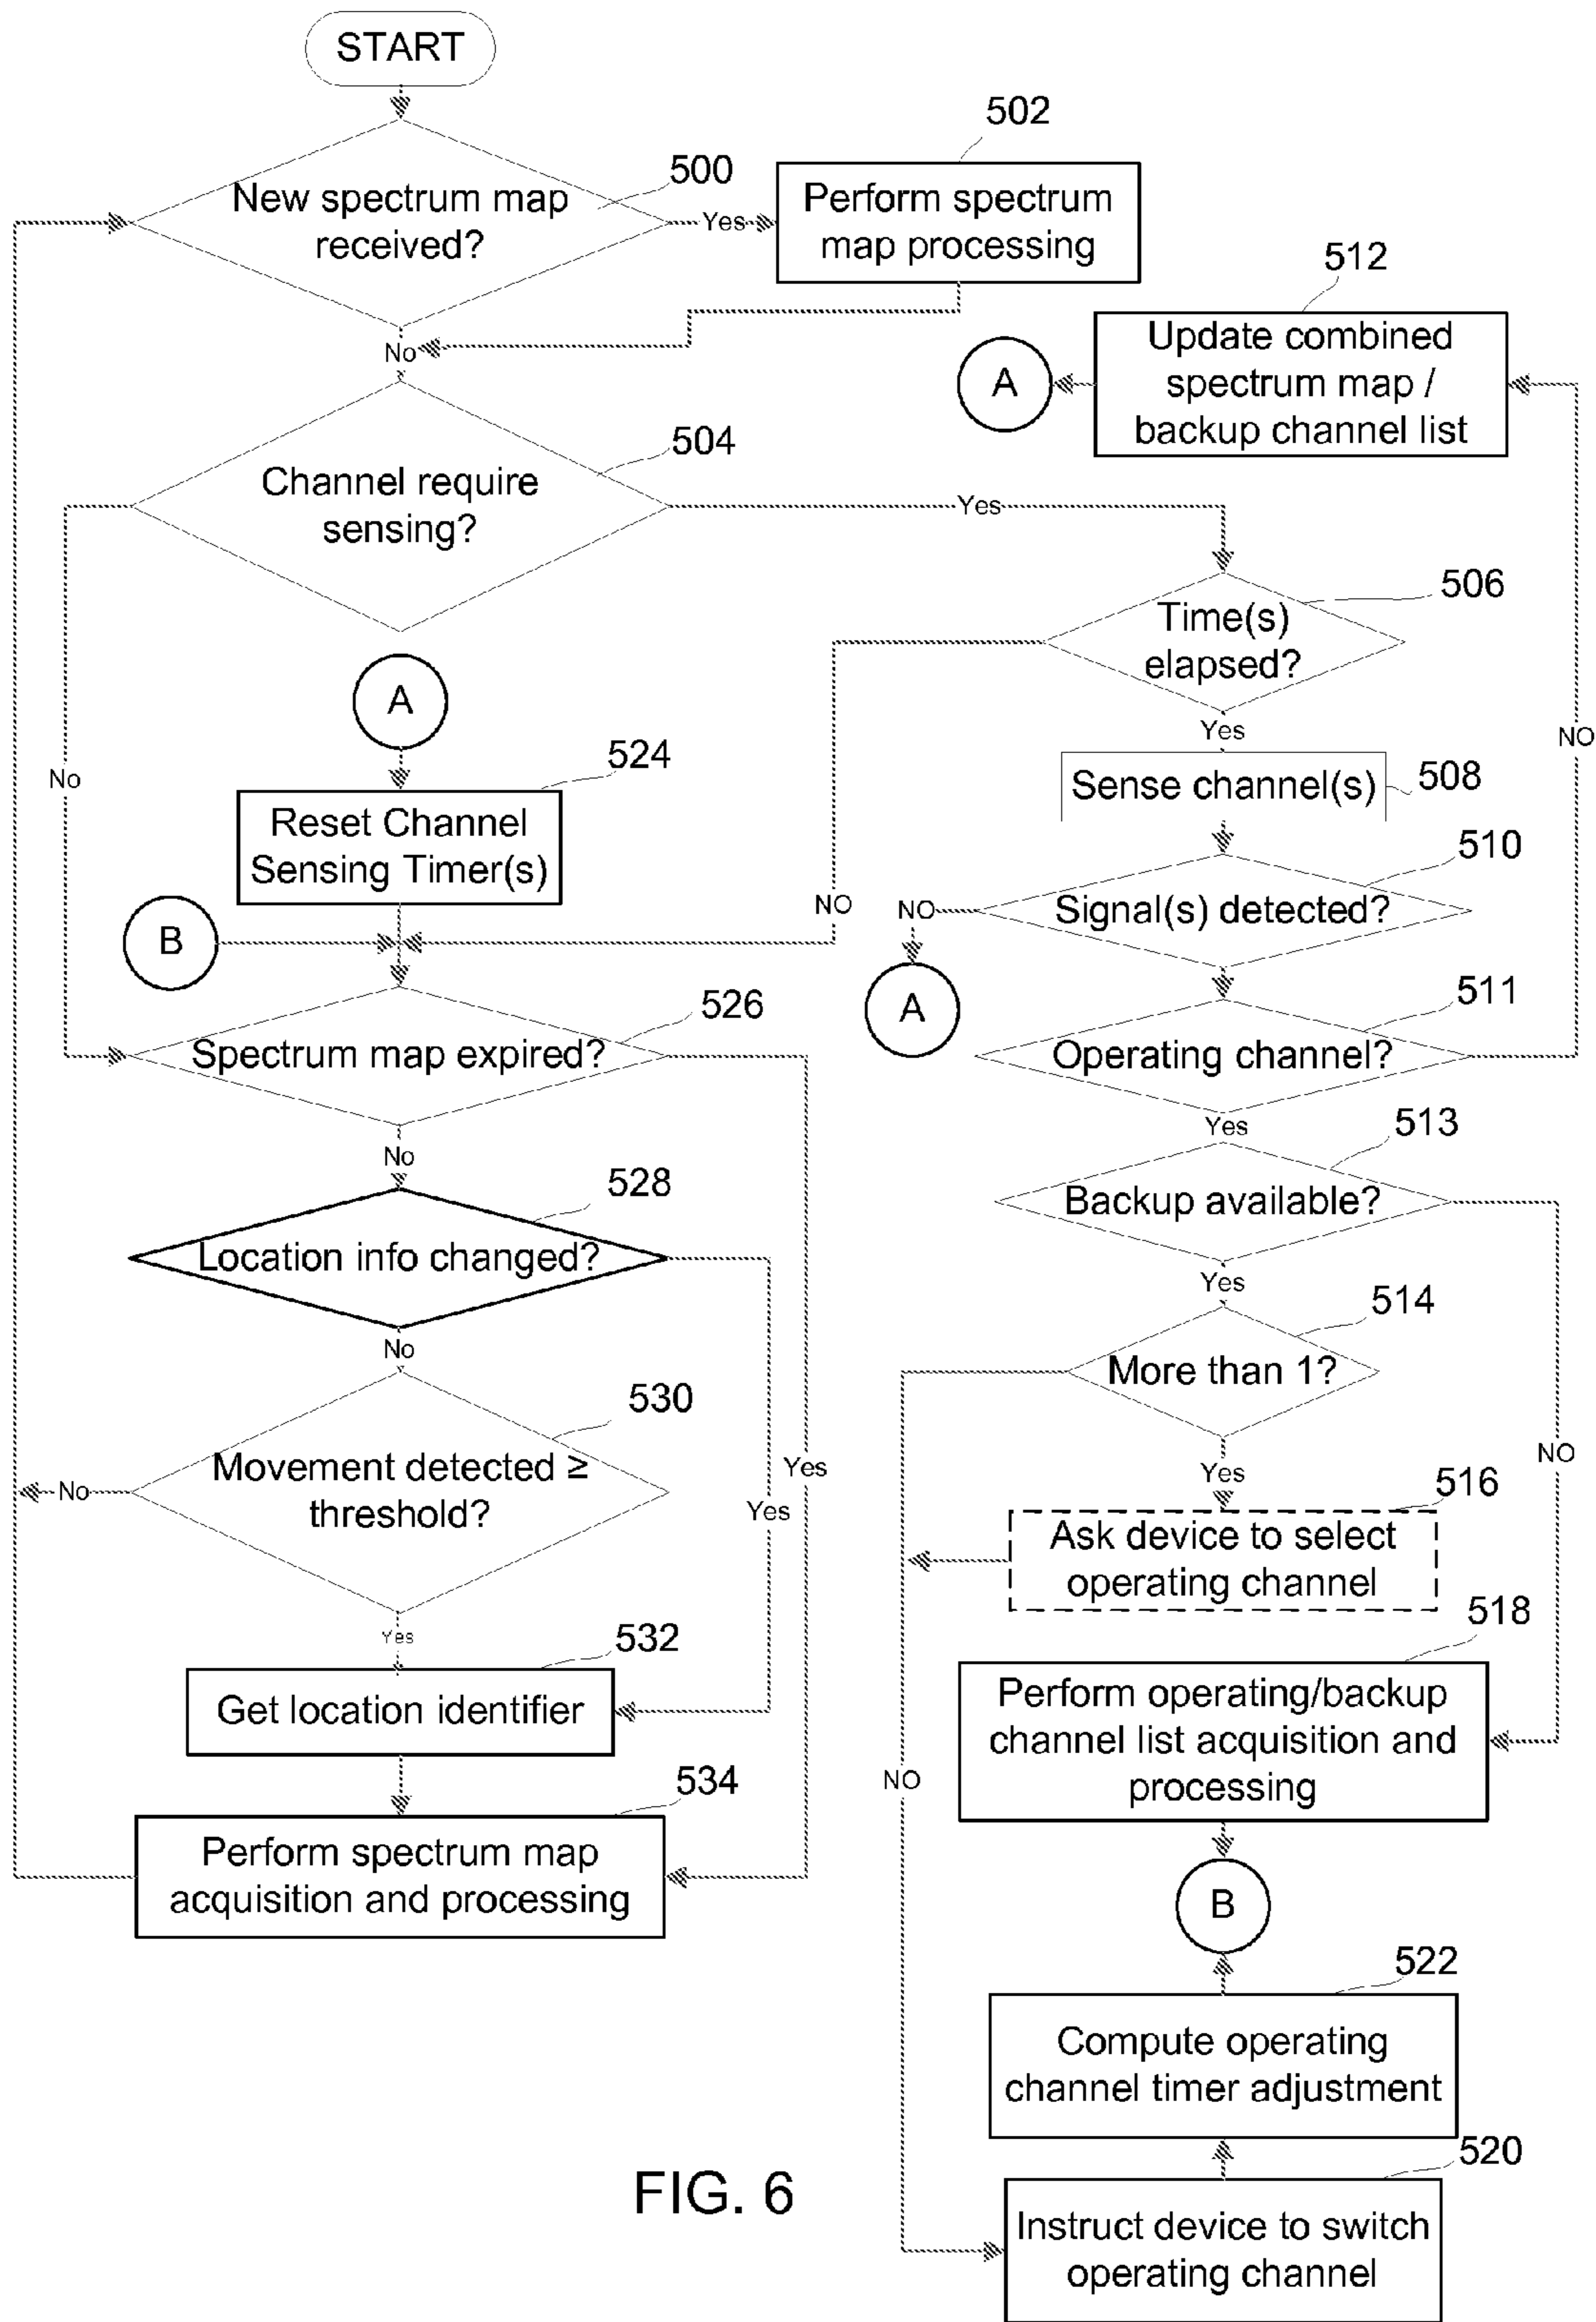 START
New spectrum map
received?
500
Yes
502
Perform spectrum
map processing
No
512
Update combined
spectrum map /
backup channel list
A
504
Channel require
sensing?
Yes
No
506
Time(s)
elapsed?
Yes
NO
NO
A
524
Reset Channel
Sensing Timer(s)
B
Sense channel(s)
508
510
Signal(s) detected?
NO
A
511
Operating channel?
Yes
526
Spectrum map expired?
No
Yes
513
Backup available?
Yes
NO
528
Location info changed?
No
Yes
514
More than 1?
Yes
NO
530
Movement detected ≥
threshold?
No
Yes
516
Ask device to select
operating channel
532
Get location identifier
518
Perform operating/backup
channel list acquisition and
processing
534
Perform spectrum map
acquisition and processing
B
522
Compute operating
channel timer adjustment
520
Instruct device to switch
operating channel
FIG. 6